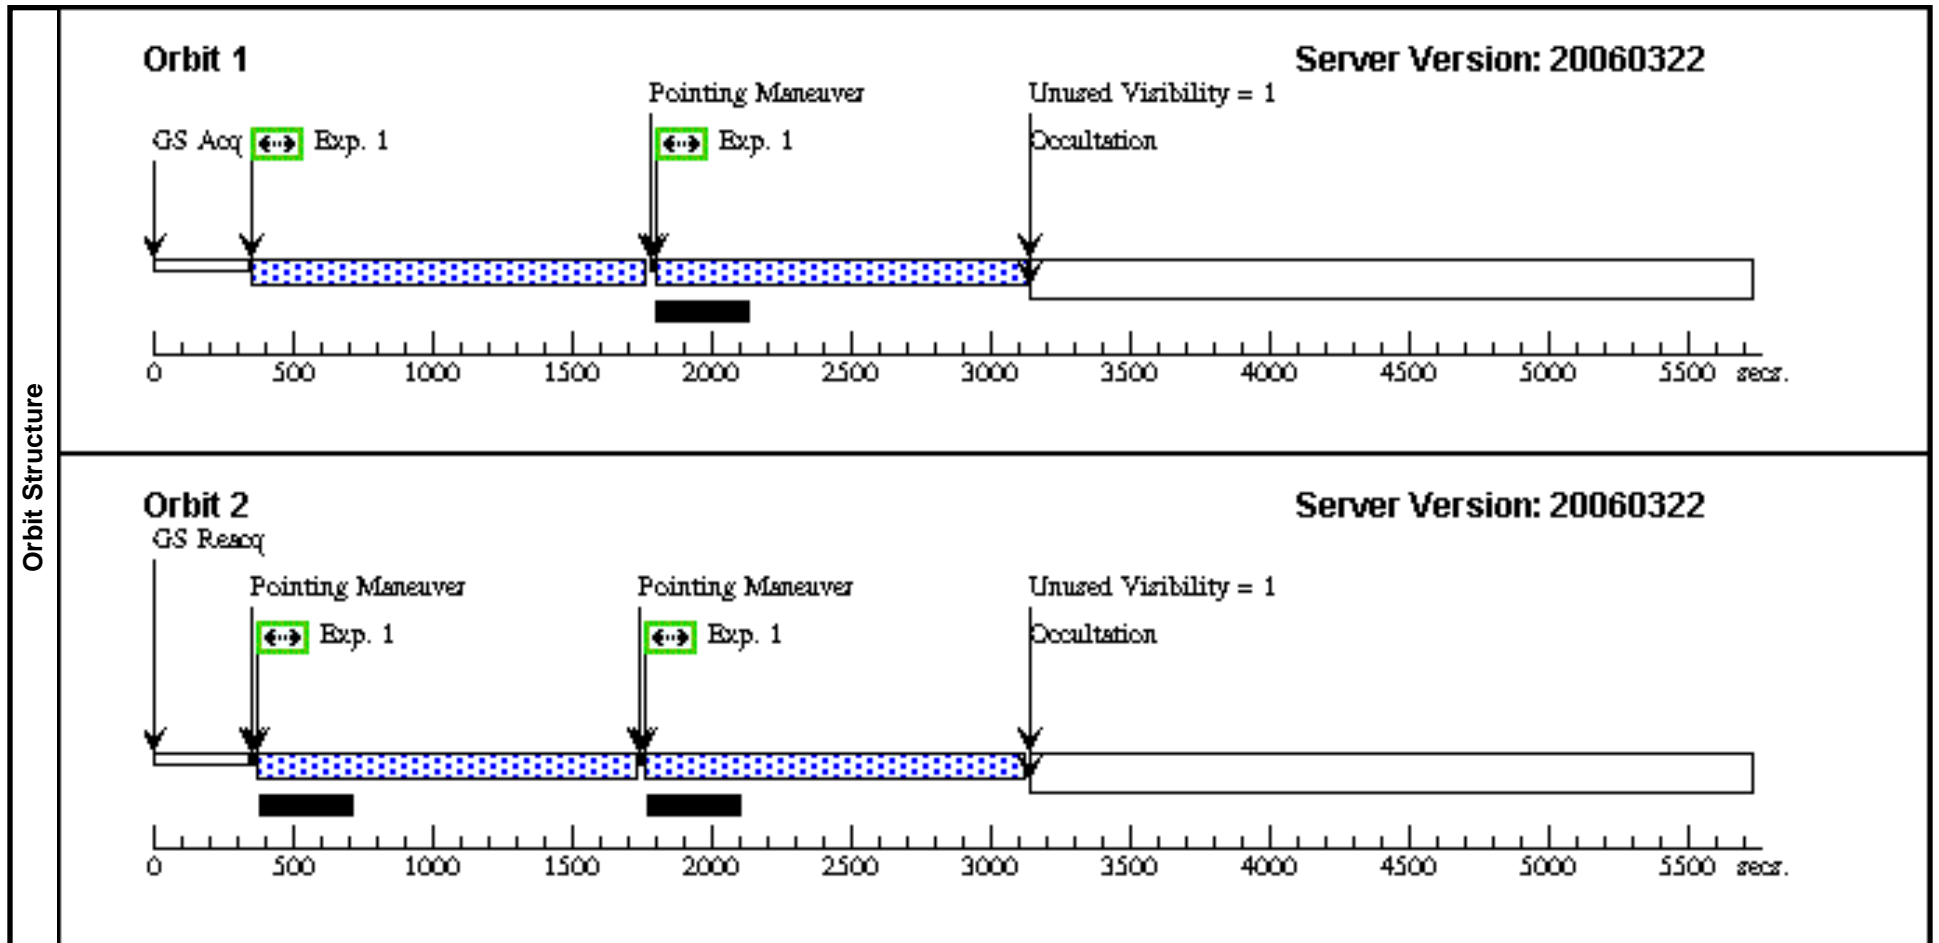 Orbit Structure
Orbit 1
Server Version: 20060322
Pointing Maneuver
Unused Visibility = 1
GS Acq
Exp. 1
Exp. 1
Occultation
0 500 1000 1500 2000 2500 3000 3500 4000 4500 5000 5500 secs.
Orbit 2
Server Version: 20060322
GS Reacq
Pointing Maneuver
Pointing Maneuver
Unused Visibility = 1
Exp. 1
Exp. 1
Occultation
0 500 1000 1500 2000 2500 3000 3500 4000 4500 5000 5500 secs.